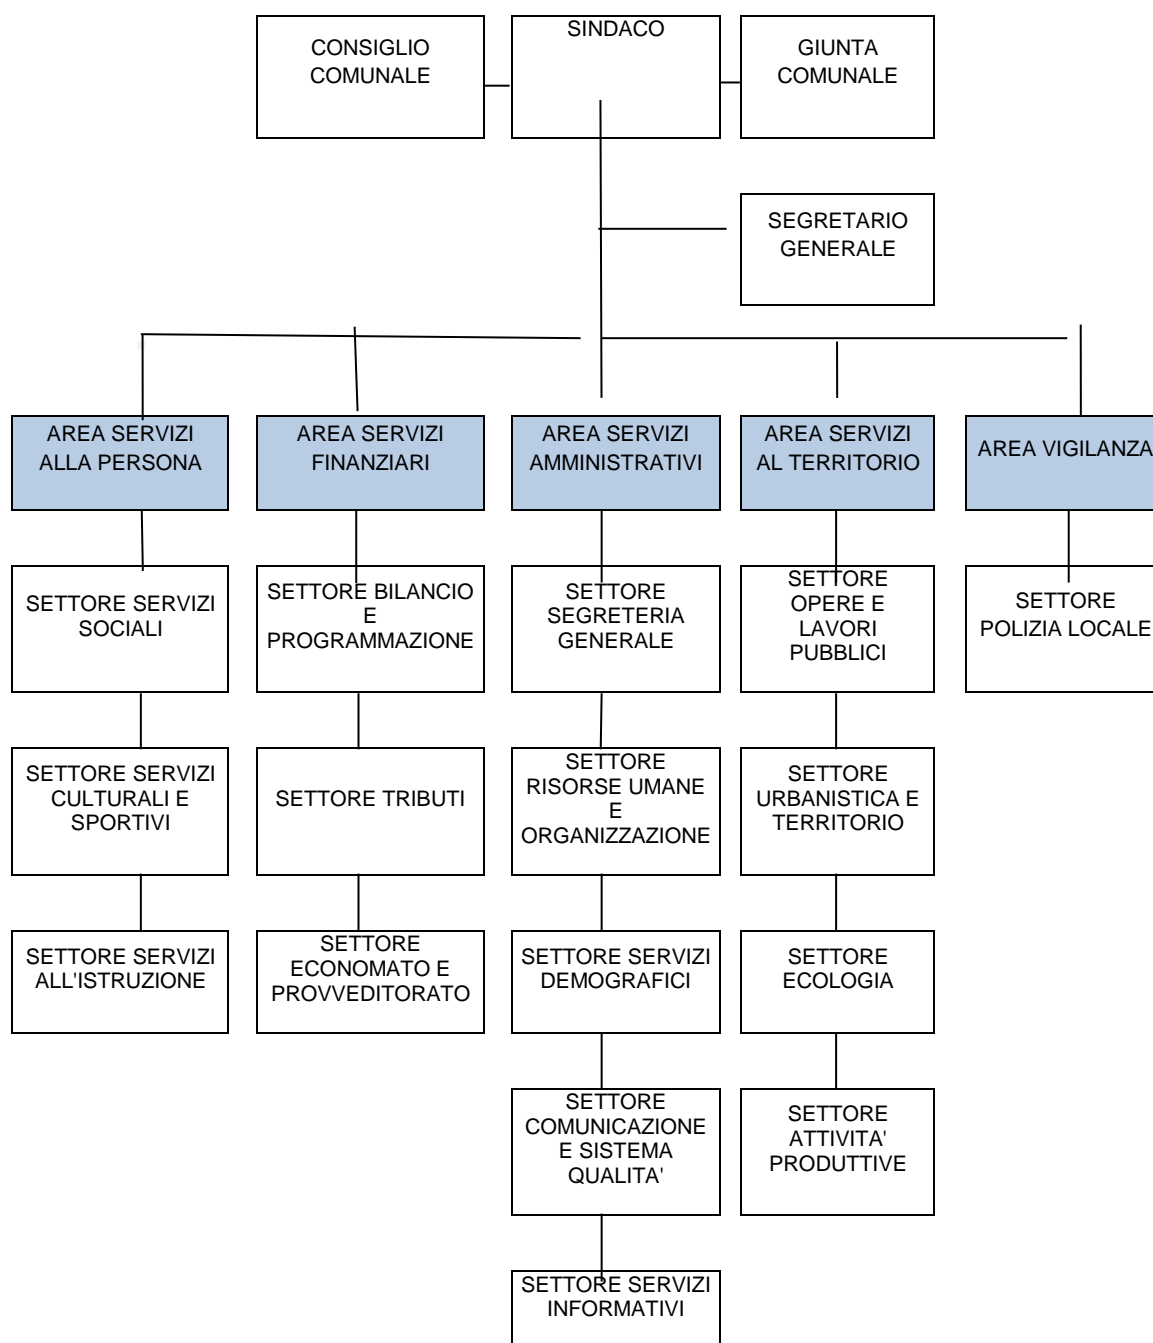 CONSIGLIO
COMUNALE
SINDACO
GIUNTA
COMUNALE
SEGRETARIO
GENERALE
AREA SERVIZI
ALLA PERSONA
AREA SERVIZI
FINANZIARI
AREA SERVIZI
AMMINISTRATIVI
AREA SERVIZI
AL TERRITORIO
AREA VIGILANZA
SETTORE SERVIZI
SOCIALI
SETTORE BILANCIO
E
PROGRAMMAZIONE
SETTORE
SEGRETERIA
GENERALE
SETTORE
OPERE E
LAVORI
PUBBLICI
SETTORE
POLIZIA LOCALE
SETTORE SERVIZI
CULTURALI E
SPORTIVI
SETTORE TRIBUTI
SETTORE
RISORSE UMANE
E
ORGANIZZAZIONE
SETTORE
URBANISTICA E
TERRITORIO
SETTORE SERVIZI
ALL'ISTRUZIONE
SETTORE
ECONOMATO E
PROVVEDITORATO
SETTORE SERVIZI
DEMOGRAFICI
SETTORE
ECOLOGIA
SETTORE
COMUNICAZIONE
E SISTEMA
QUALITA'
SETTORE
ATTIVITA'
PRODUTTIVE
SETTORE SERVIZI
INFORMATIVI